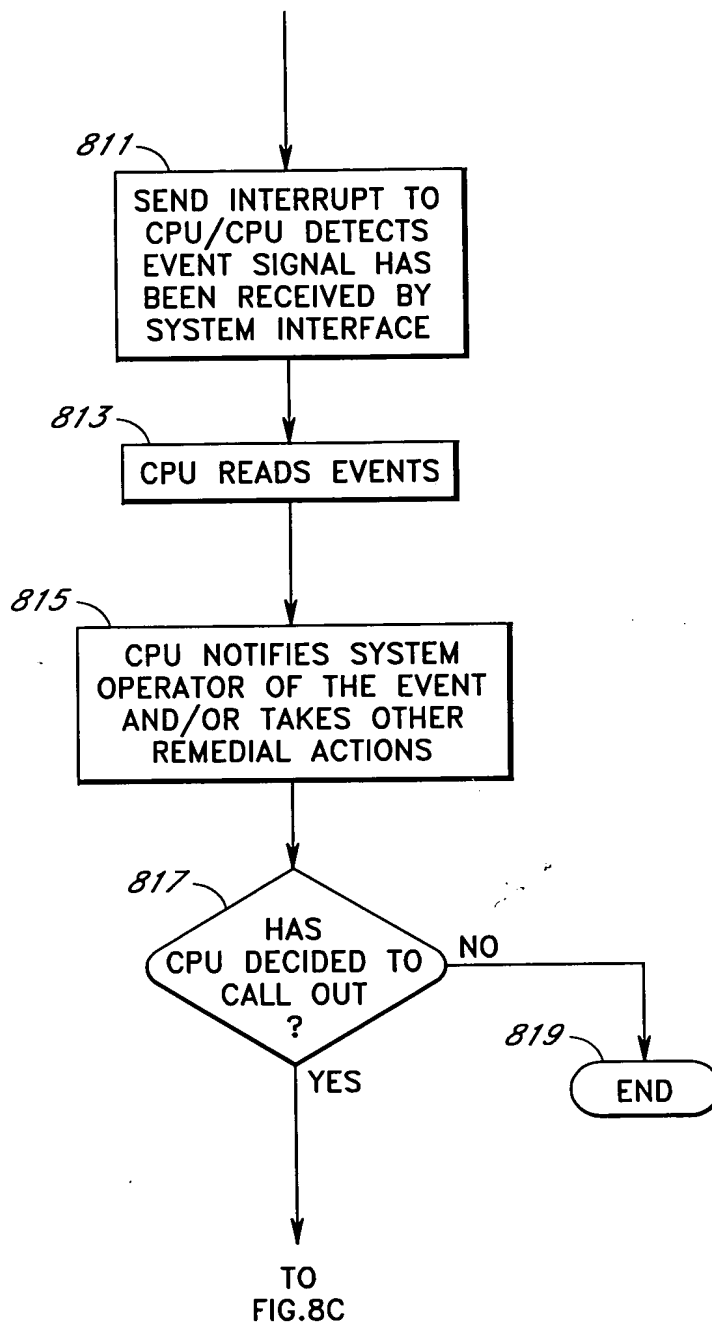 811
SEND INTERRUPT TO
CPU/CPU DETECTS
EVENT SIGNAL HAS
BEEN RECEIVED BY
SYSTEM INTERFACE
813
CPU READS EVENTS
815
CPU NOTIFIES SYSTEM
OPERATOR OF THE EVENT
AND/OR TAKES OTHER
REMEDIAL ACTIONS
817
HAS
CPU DECIDED TO
CALL OUT
?
NO
819
END
YES
TO
FIG.8C